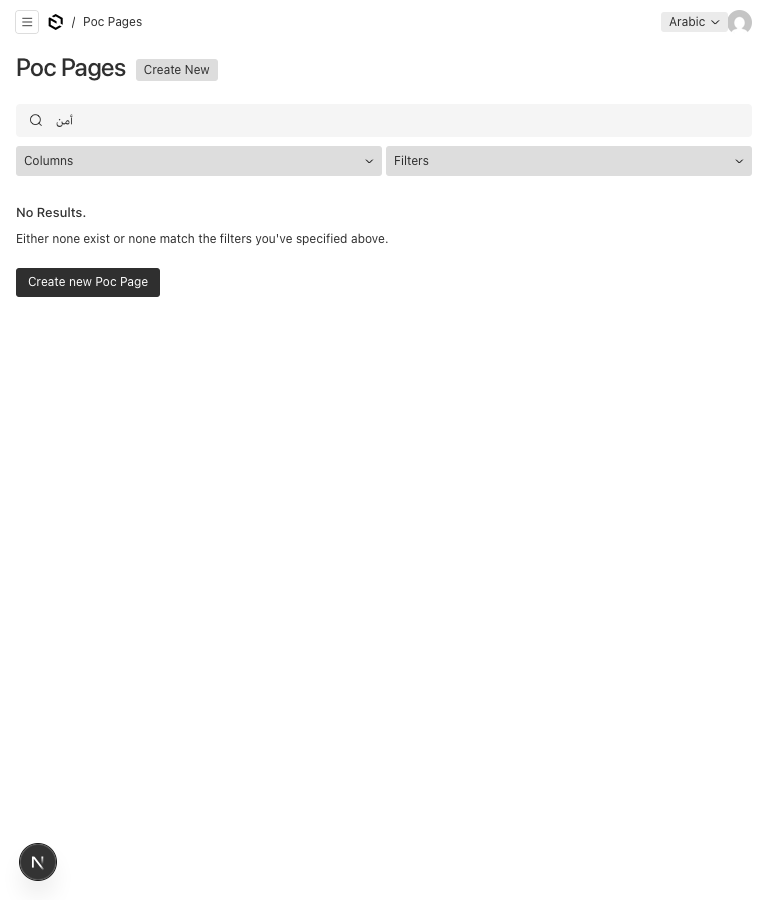 / Poc Pages
Arabic
Poc Pages
Create New
أمن
Columns
Filters
No Results.
Either none exist or none match the filters you've specified above.
Create new Poc Page
N